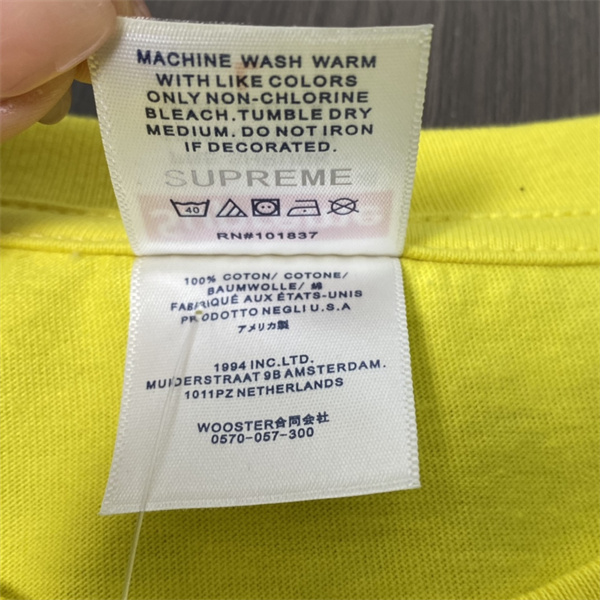 MACHINE WASH WARM
WITH LIKE COLORS
ONLY NON-CHLORINE
BLEACH. TUMBLE DRY
MEDIUM. DO NOT IRON
IF DECORATED.
SUPREME
40
RN#101837
100% COTON/ COTONE/
BAUMWOLLE/ 綿
FABRIQUÉ AUX ÉTATS-UNIS
PRODOTTO NEGLI U.S.A
アメリカ製
1994 INC.LTD.
MUIDERSTRAAT 9B AMSTERDAM.
1011PZ NETHERLANDS
WOOSTER合同会社
0570-057-300